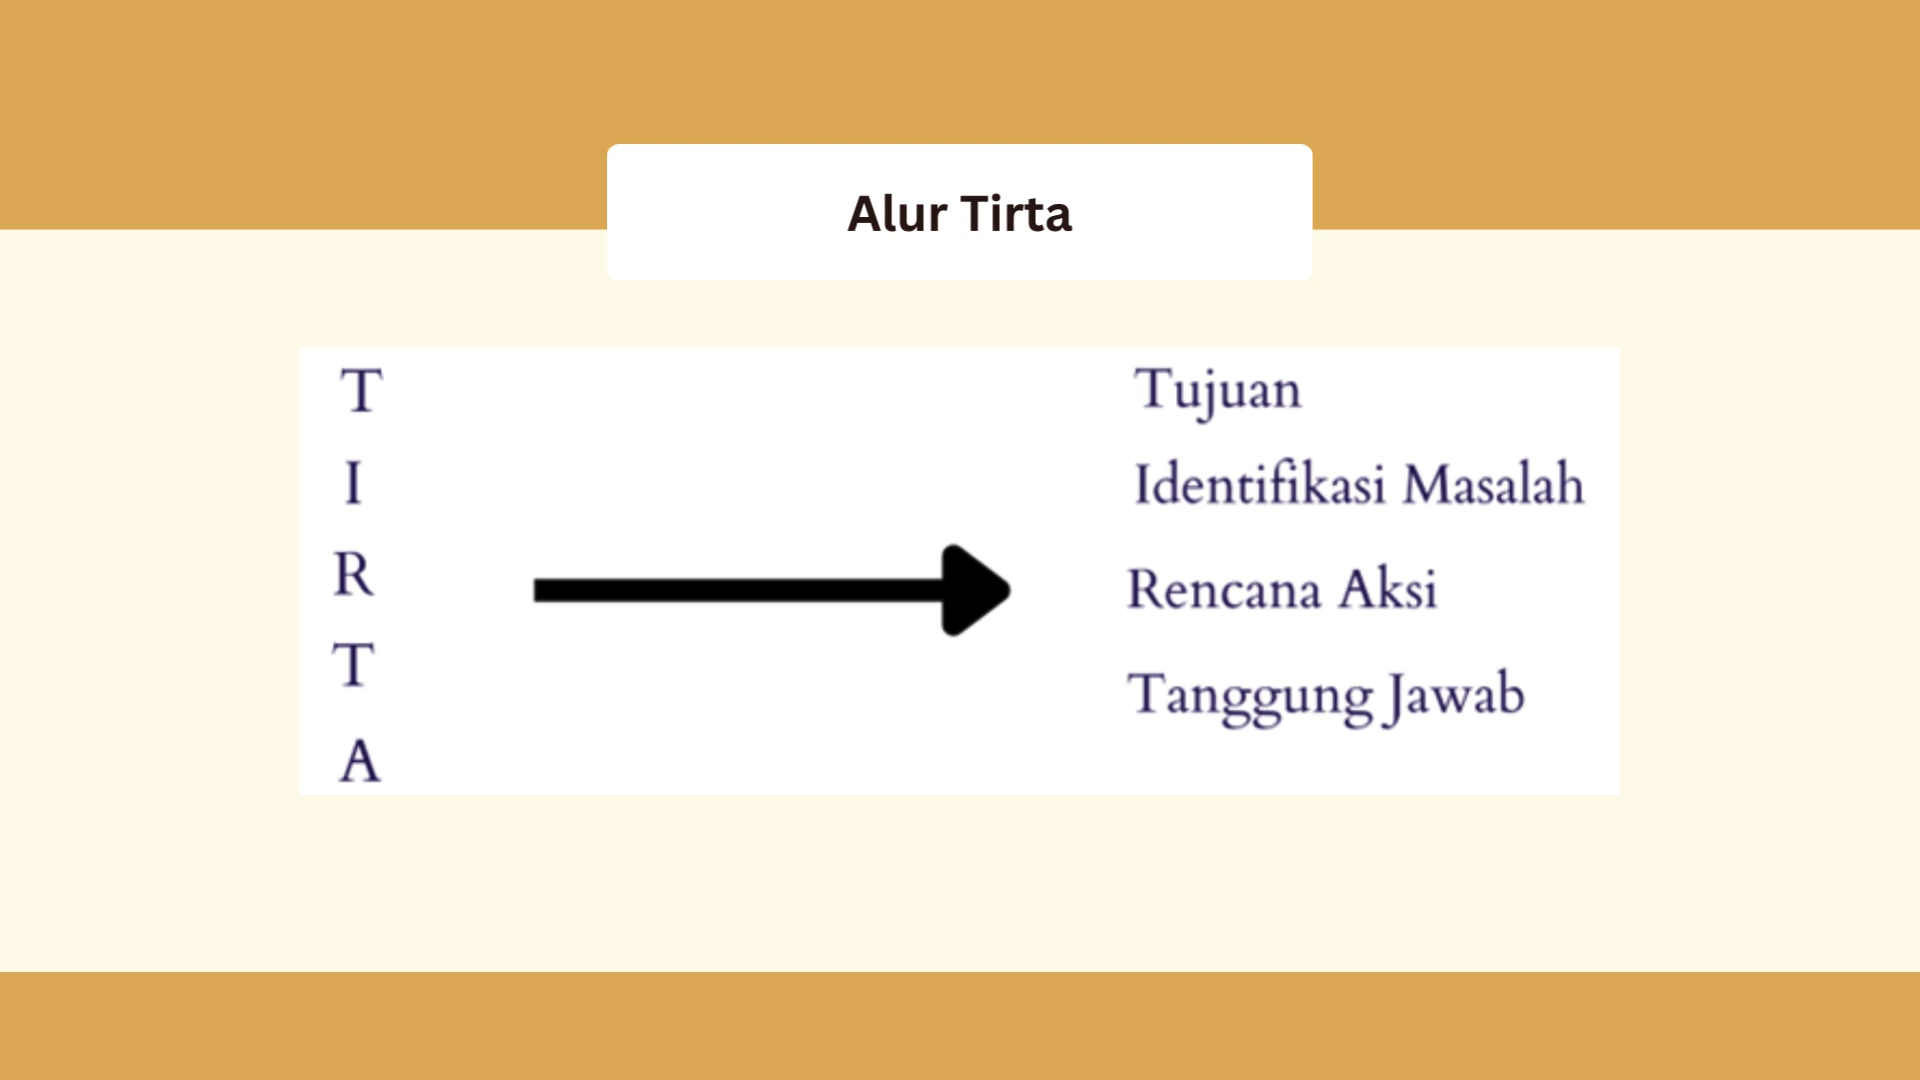 Alur Tirta
T
I
R
T
A
Tujuan
Identifikasi Masalah
Rencana Aksi
Tanggung Jawab